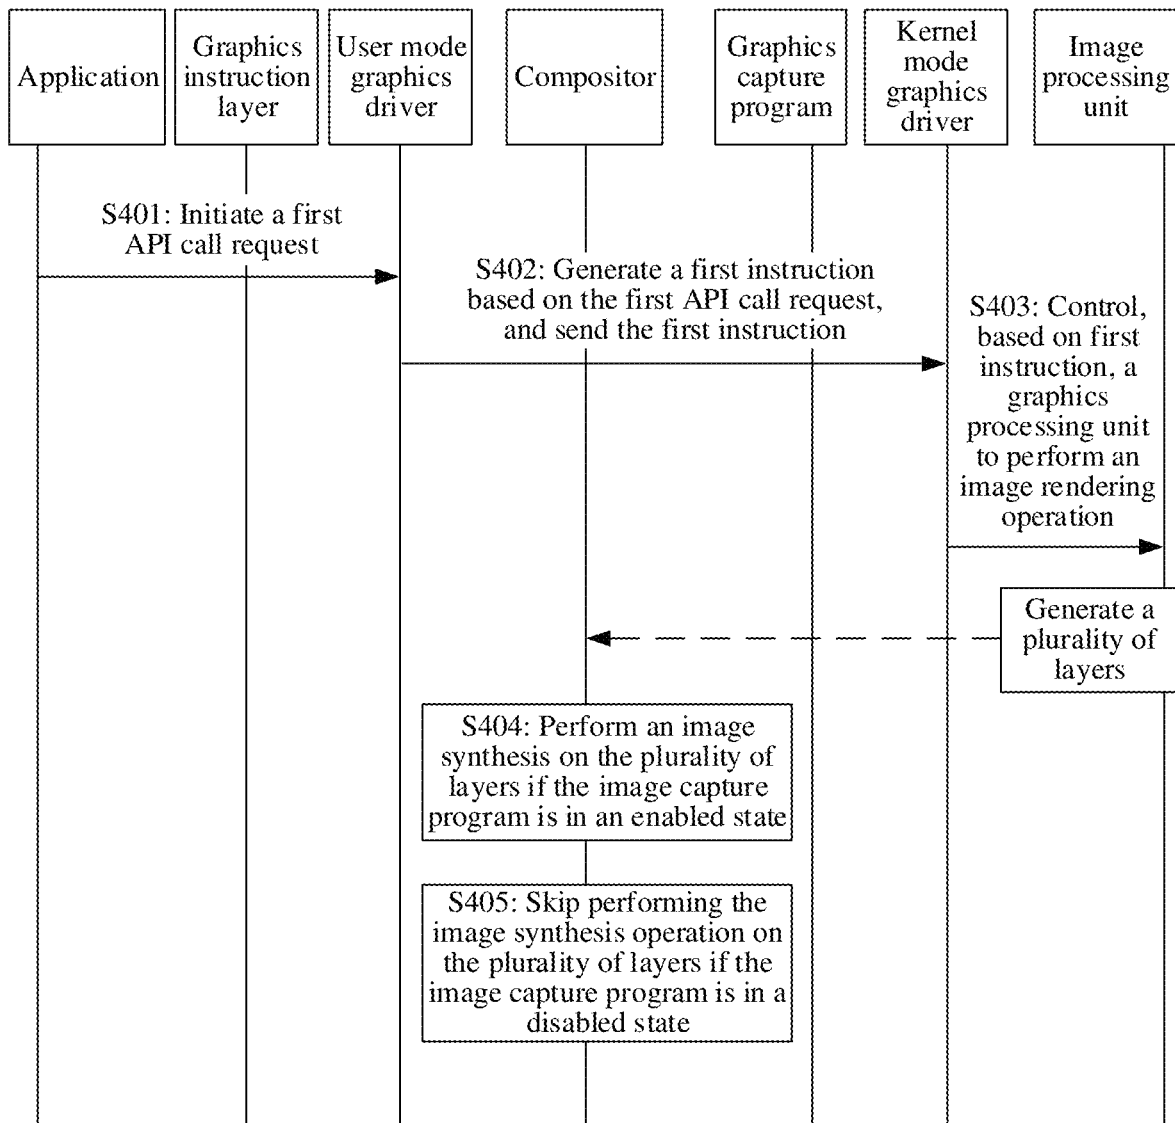 Application
Graphics
instruction
layer
User mode
graphics
driver
Compositor
Graphics
capture
program
Kernel
mode
graphics
driver
Image
processing
unit
S401: Initiate a first
API call request
S402: Generate a first instruction
based on the first API call request,
and send the first instruction
S403: Control,
based on first
instruction, a
graphics
processing unit
to perform an
image rendering
operation
Generate a
plurality of
layers
S404: Perform an image
synthesis on the plurality of
layers if the image capture
program is in an enabled state
S405: Skip performing the
image synthesis operation on
the plurality of layers if the
image capture program is in a
disabled state